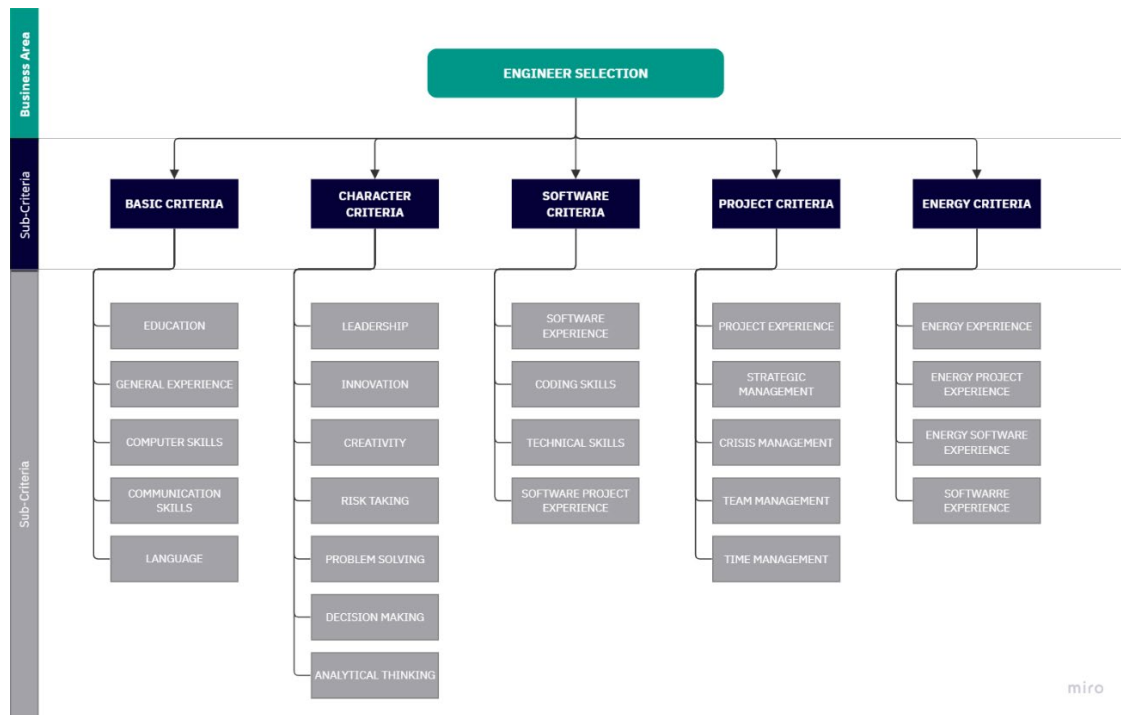 Business Area
ENGINEER SELECTION
Sub-Criteria
BASIC CRITERIA
CHARACTER
CRITERIA
SOFTWARE
CRITERIA
PROJECT CRITERIA
ENERGY CRITERIA
Sub-Criteria
EDUCATION
GENERAL EXPERIENCE
COMPUTER SKILLS
COMMUNICATION
SKILLS
LANGUAGE
LEADERSHIP
INNOVATION
CREATIVITY
RISK TAKING
PROBLEM SOLVING
DECISION MAKING
ANALYTICAL THINKING
SOFTWARE
EXPERIENCE
CODING SKILLS
TECHNICAL SKILLS
SOFTWARE PROJECT
EXPERIENCE
PROJECT EXPERIENCE
STRATEGIC
MANAGEMENT
CRISIS MANAGEMENT
TEAM MANAGEMENT
TIME MANAGEMENT
ENERGY EXPERIENCE
ENERGY PROJECT
EXPERIENCE
ENERGY SOFTWARE
EXPERIENCE
SOFTWARRE
EXPERIENCE
miro